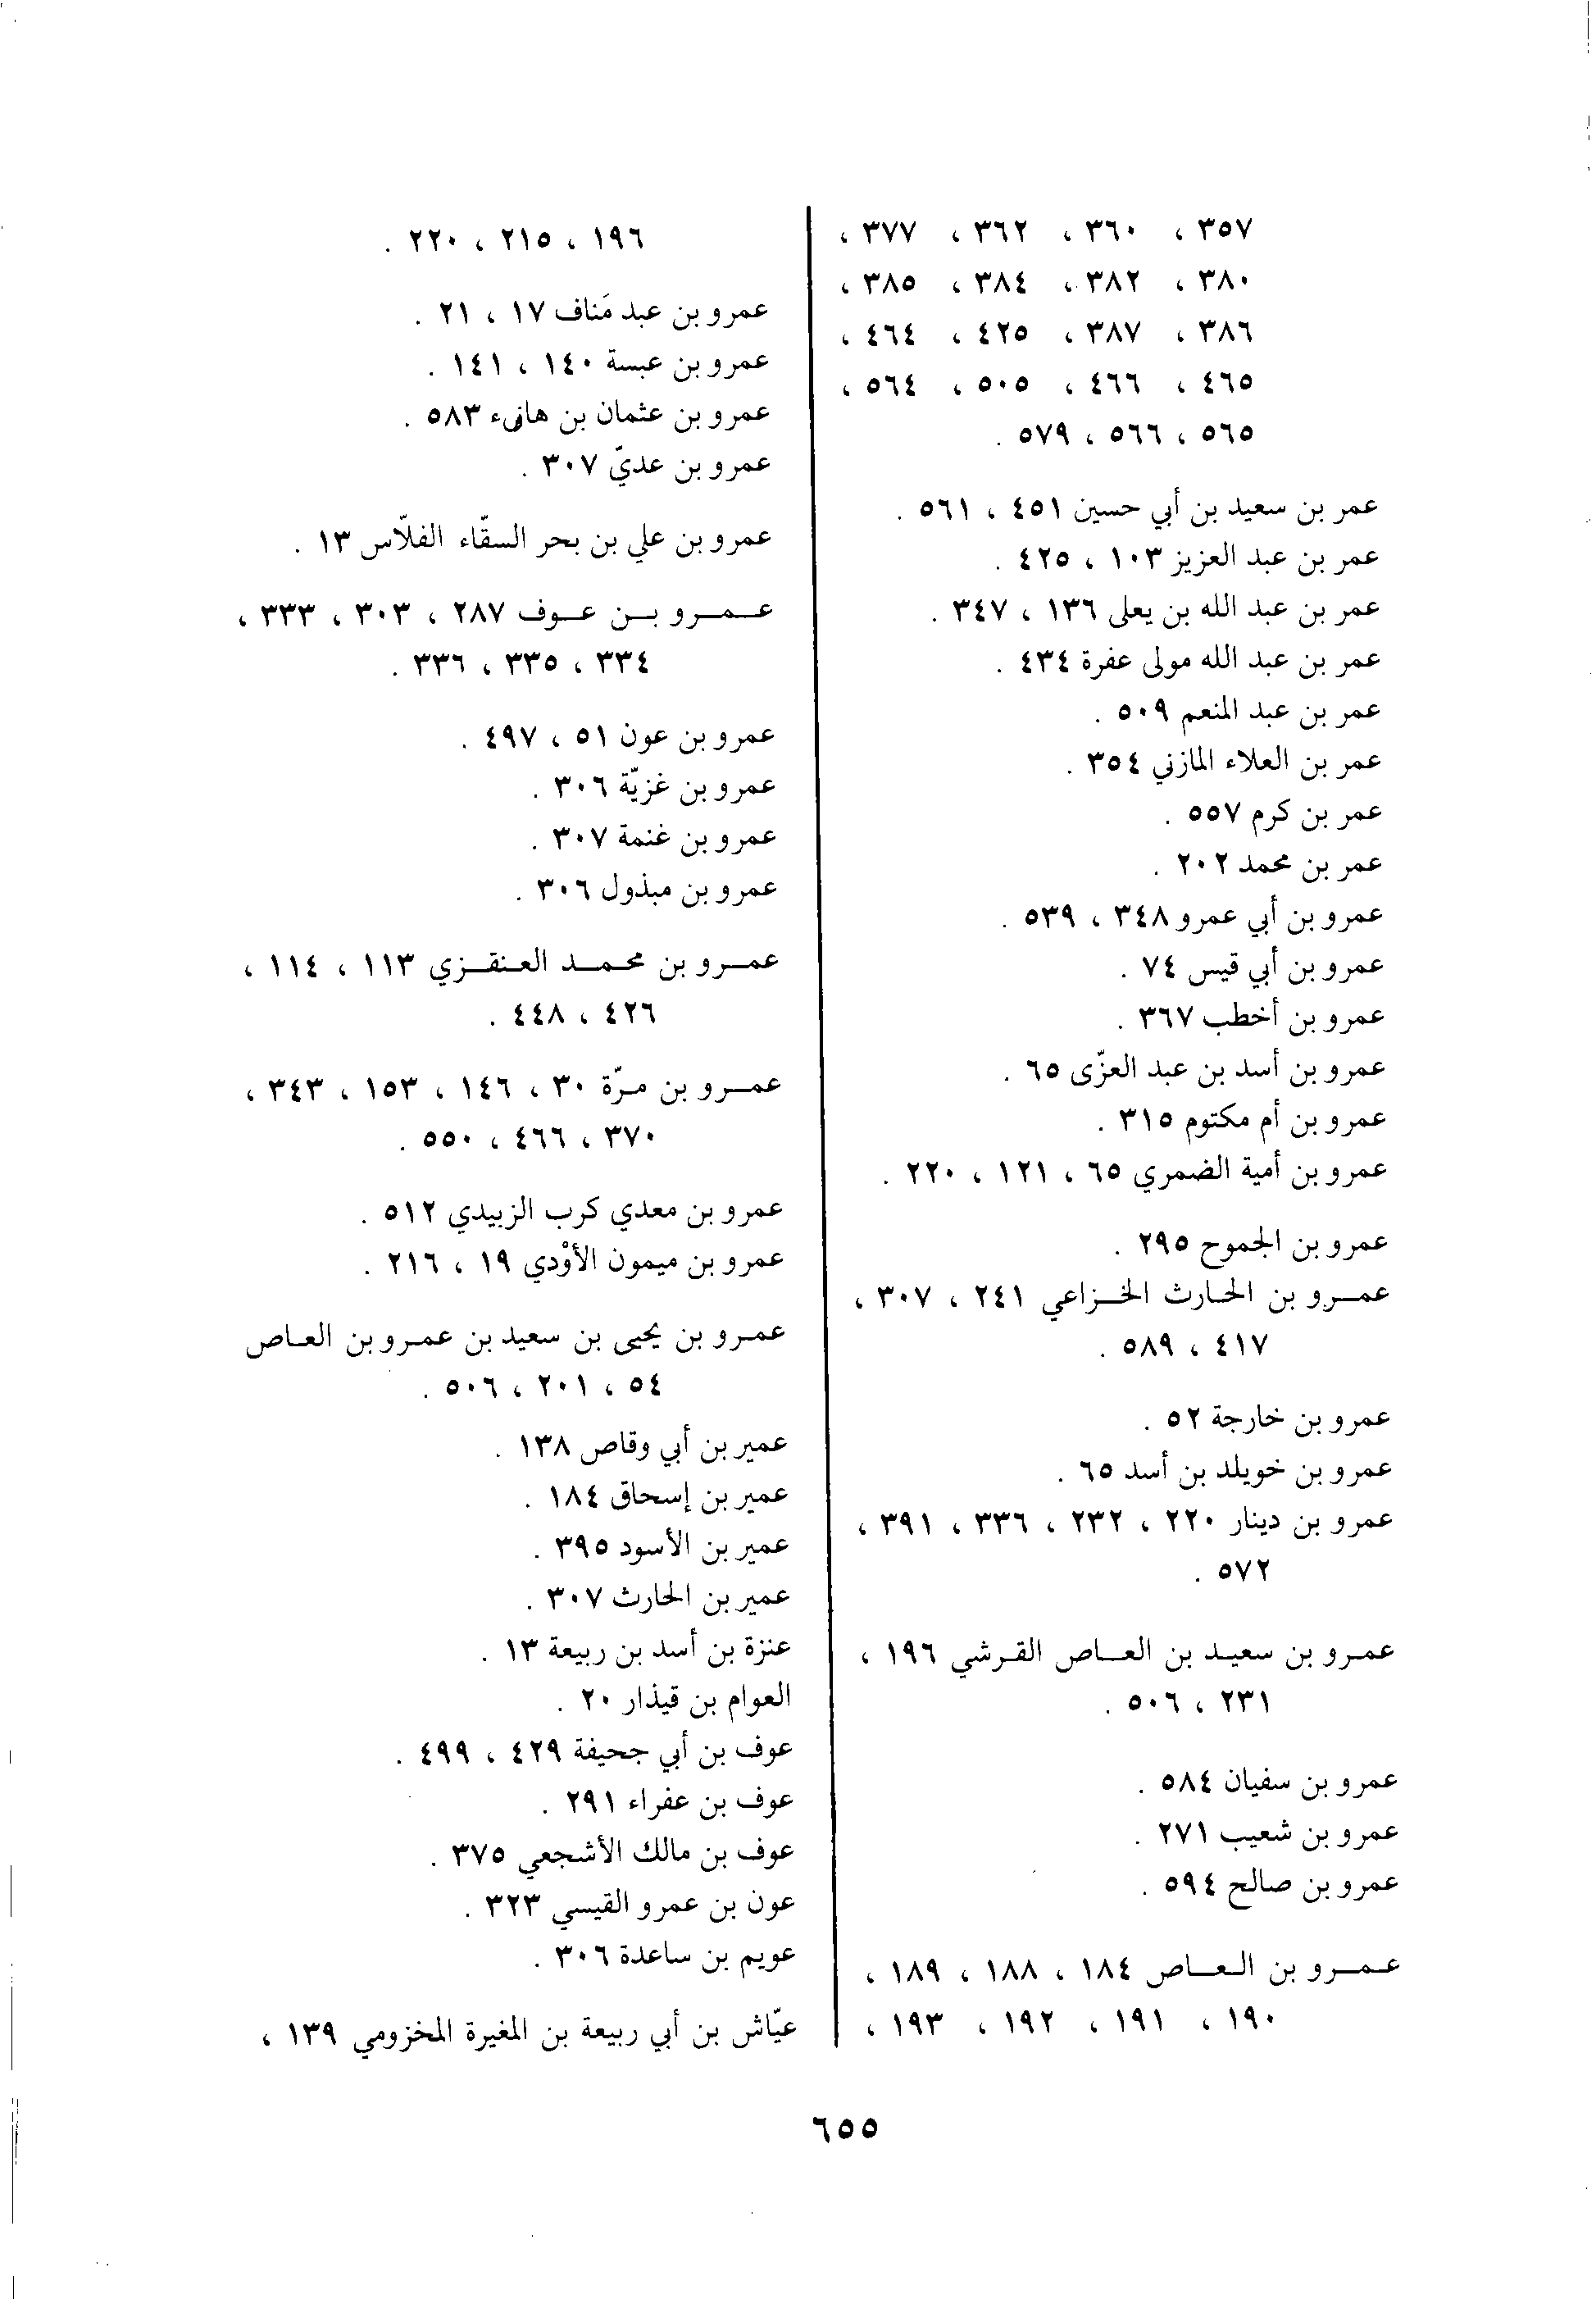 ٣٥٧ ، ٣٦٠ ، ٣٦٢ ، ٣٧٧ ،
٣٨٠ ، ٣٨٢ ، ٣٨٤ ، ٣٨٥ ،
٣٨٦ ، ٣٨٧ ، ٤٢٥ ، ٤٦٤ ،
٤٦٥ ، ٤٦٦ ، ٥٠٥ ، ٥٦٤ ،
٥٦٥ ، ٥٦٦ ، ٥٧٩ .
عمر بن سعيد بن أبي حسين ٤٥١ ، ٥٦١ .
عمر بن عبد العزيز ١٠٣ ، ٤٢٥ .
عمر بن عبد الله بن يعلى ١٣٦ ، ٣٤٧ .
عمر بن عبد الله مولى عفرة ٤٣٤ .
عمر بن عبد المنعم ٥٠٩ .
عمر بن العلاء المازني ٣٥٤ .
عمر بن كرم ٥٥٧ .
عمر بن محمد ٢٠٢ .
عمرو بن أبي عمرو ٣٤٨ ، ٥٣٩ .
عمرو بن أبي قيس ٧٤ .
عمرو بن أخطب ٣٦٧ .
عمرو بن أسد بن عبد العزّى ٦٥ .
عمرو بن أم مكتوم ٣١٥ .
عمرو بن أمية الضمري ٦٥ ، ١٢١ ، ٢٢٠ .
عمرو بن الجموح ٢٩٥ .
عمرو بن الحارث الخزاعي ٢٤١ ، ٣٠٧ ،
٤١٧ ، ٥٨٩ .
عمرو بن خارجة ٥٢ .
عمرو بن خويلد بن أسد ٦٥ .
عمرو بن دينار ٢٢٠ ، ٢٣٢ ، ٣٣٦ ، ٣٩١ ،
٥٧٢ .
عمرو بن سعيد بن العاص القرشي ١٩٦ ،
٢٣١ ، ٥٠٦ .
عمرو بن سفيان ٥٨٤ .
عمرو بن شعيب ٢٧١ .
عمرو بن صالح ٥٩٤ .
عمرو بن العاص ١٨٤ ، ١٨٨ ، ١٨٩ ،
١٩٠ ، ١٩١ ، ١٩٢ ، ١٩٣ ،
١٩٦ ، ٢١٥ ، ٢٢٠ .
عمرو بن عبد مَناف ١٧ ، ٢١ .
عمرو بن عبسة ١٤٠ ، ١٤١ .
عمرو بن عثمان بن هانىء ٥٨٣ .
عمرو بن عديّ ٣٠٧ .
عمرو بن علي بن بحر السقّاء الفلّاس ١٣ .
عمرو بن عوف ٢٨٧ ، ٣٠٣ ، ٣٣٣ ،
٣٣٤ ، ٣٣٥ ، ٣٣٦ .
عمرو بن عون ٥١ ، ٤٩٧ .
عمرو بن غزيّة ٣٠٦ .
عمرو بن غنمة ٣٠٧ .
عمرو بن مبذول ٣٠٦ .
عمرو بن محمد العنقزي ١١٣ ، ١١٤ ،
٤٢٦ ، ٤٤٨ .
عمرو بن مرّة ٣٠ ، ١٤٦ ، ١٥٣ ، ٣٤٣ ،
٣٧٠ ، ٤٦٦ ، ٥٥٠ .
عمرو بن معدي كرب الزبيدي ٥١٢ .
عمرو بن ميمون الأوْدي ١٩ ، ٢١٦ .
عمرو بن يحيى بن سعيد بن عمرو بن العاص
٥٤ ، ٢٠١ ، ٥٠٦ .
عمير بن أبي وقاص ١٣٨ .
عمير بن إسحاق ١٨٤ .
عمير بن الأسود ٣٩٥ .
عمير بن الحارث ٣٠٧ .
عنزة بن أسد بن ربيعة ١٣ .
العوام بن قيذار ٢٠ .
عوف بن أبي جحيفة ٤٢٩ ، ٤٩٩ .
عوف بن عفراء ٢٩١ .
عوف بن مالك الأشجعي ٣٧٥ .
عون بن عمرو القيسي ٣٢٣ .
عويم بن ساعدة ٣٠٦ .
عيّاش بن أبي ربيعة بن المغيرة المخزومي ١٣٩ ،
٦٥٥